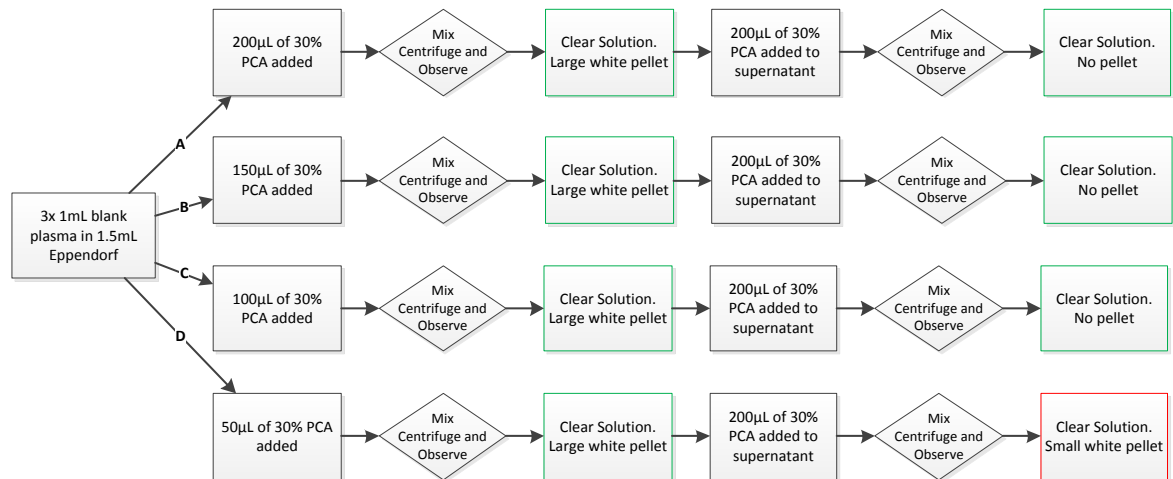 3x 1mL blank
plasma in 1.5mL
Eppendorf
A
200µL of 30%
PCA added
Mix
Centrifuge and
Observe
Clear Solution.
Large white pellet
200µL of 30%
PCA added to
supernatant
Mix
Centrifuge and
Observe
Clear Solution.
No pellet
B
150µL of 30%
PCA added
Mix
Centrifuge and
Observe
Clear Solution.
Large white pellet
200µL of 30%
PCA added to
supernatant
Mix
Centrifuge and
Observe
Clear Solution.
No pellet
C
100µL of 30%
PCA added
Mix
Centrifuge and
Observe
Clear Solution.
Large white pellet
200µL of 30%
PCA added to
supernatant
Mix
Centrifuge and
Observe
Clear Solution.
No pellet
D
50µL of 30% PCA
added
Mix
Centrifuge and
Observe
Clear Solution.
Large white pellet
200µL of 30%
PCA added to
supernatant
Mix
Centrifuge and
Observe
Clear Solution.
Small white pellet